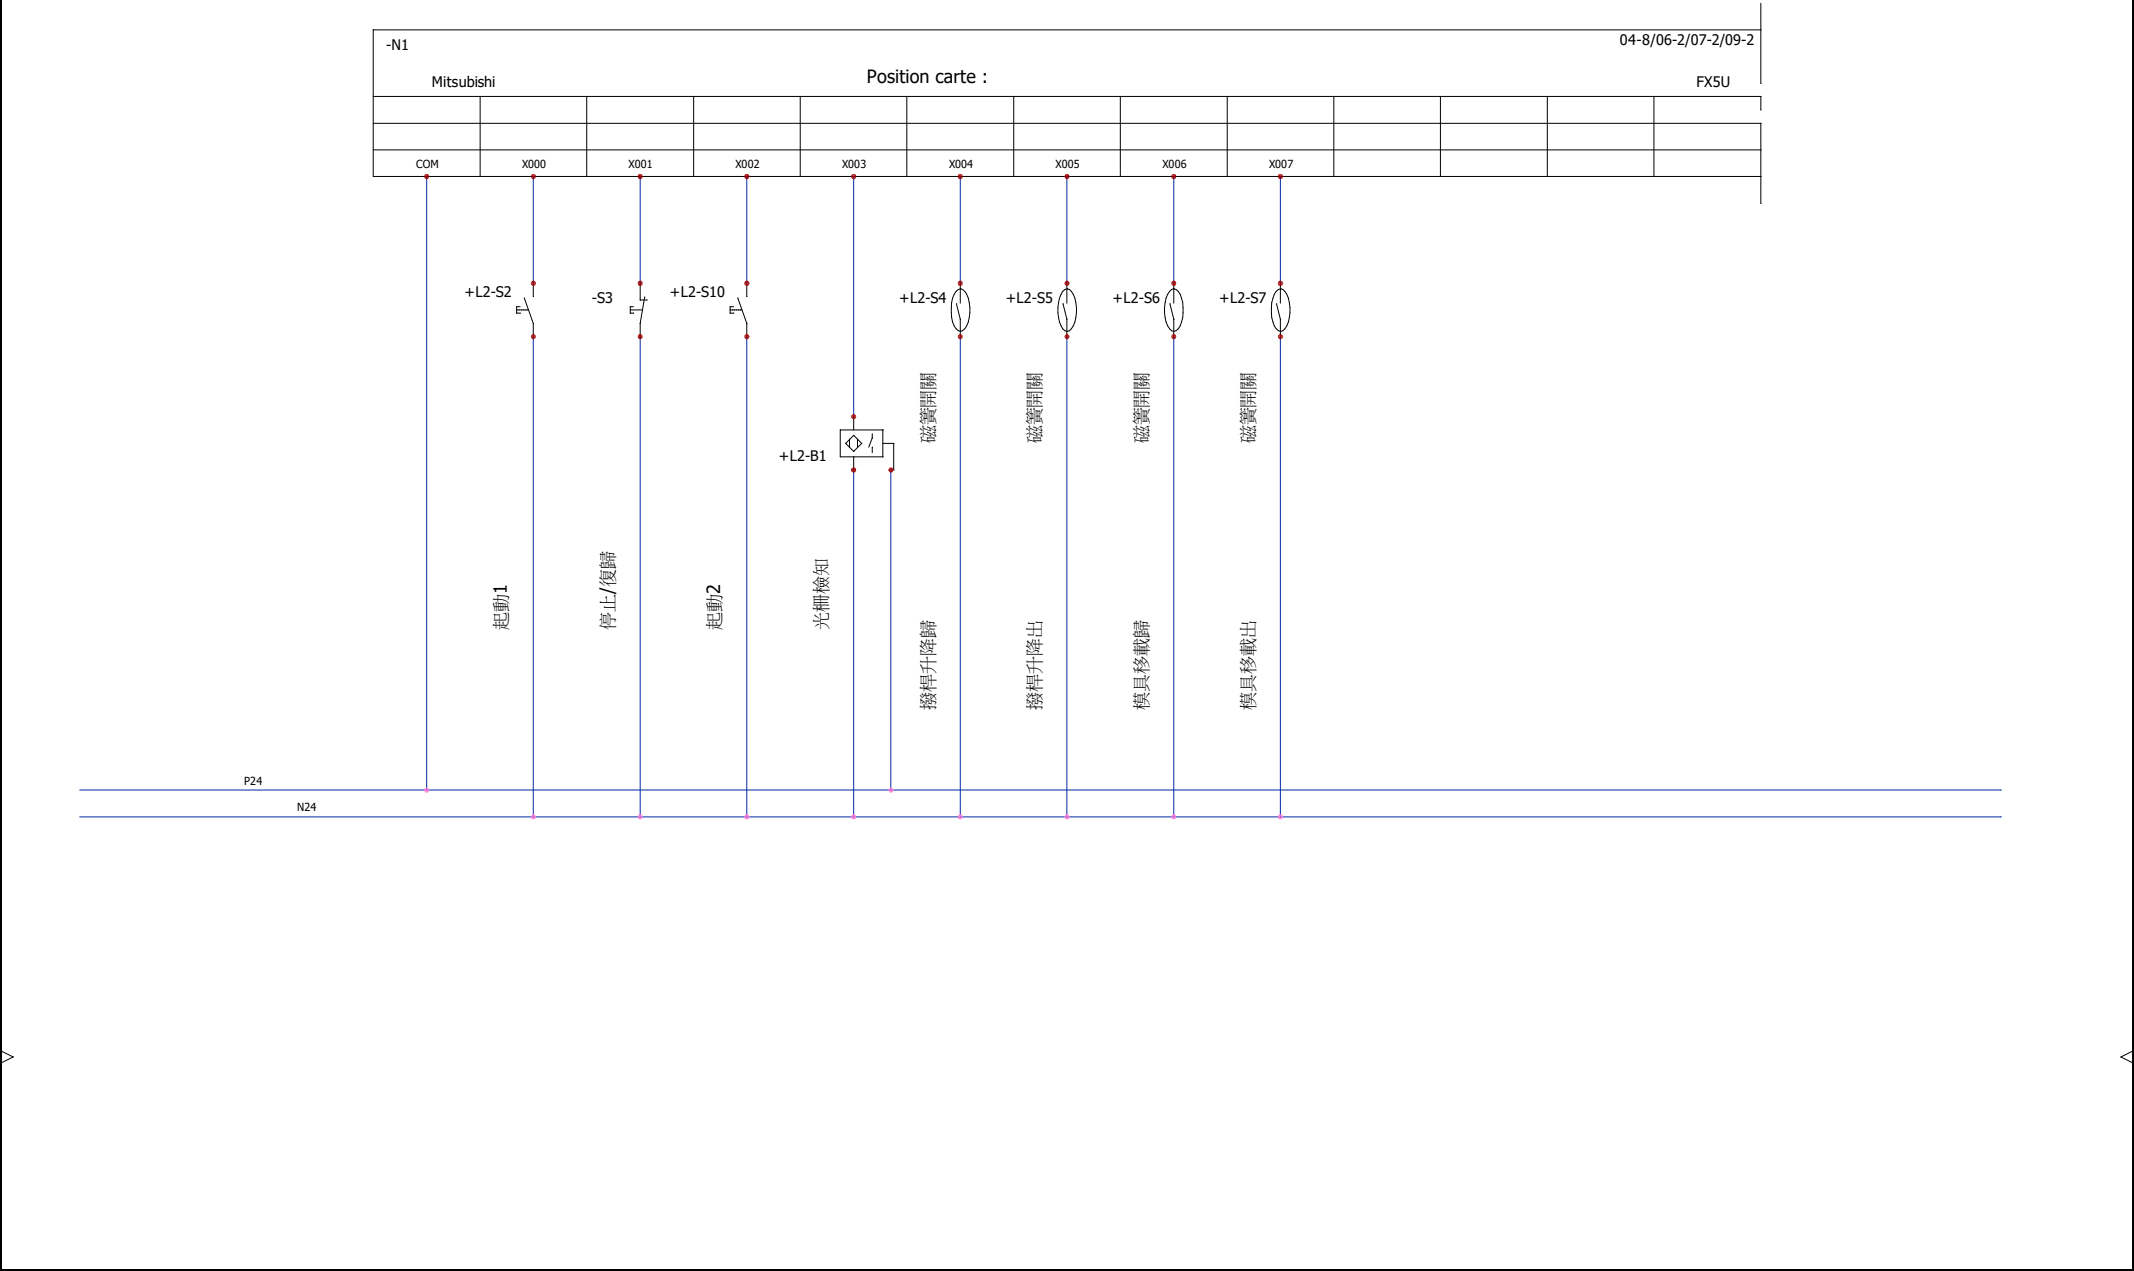 -N1
04-8/06-2/07-2/09-2
Mitsubishi
Position carte :
FX5U
COM
X000
X001
X002
X003
X004
X005
X006
X007
+L2-S2
-S3
+L2-S10
+L2-S4
+L2-S5
+L2-S6
+L2-S7
磁簧開關
磁簧開關
磁簧開關
磁簧開關
+L2-B1
起動1
停止/復歸
起動2
光柵檢知
撥桿升降歸
撥桿升降出
模具移載歸
模具移載出
P24
N24